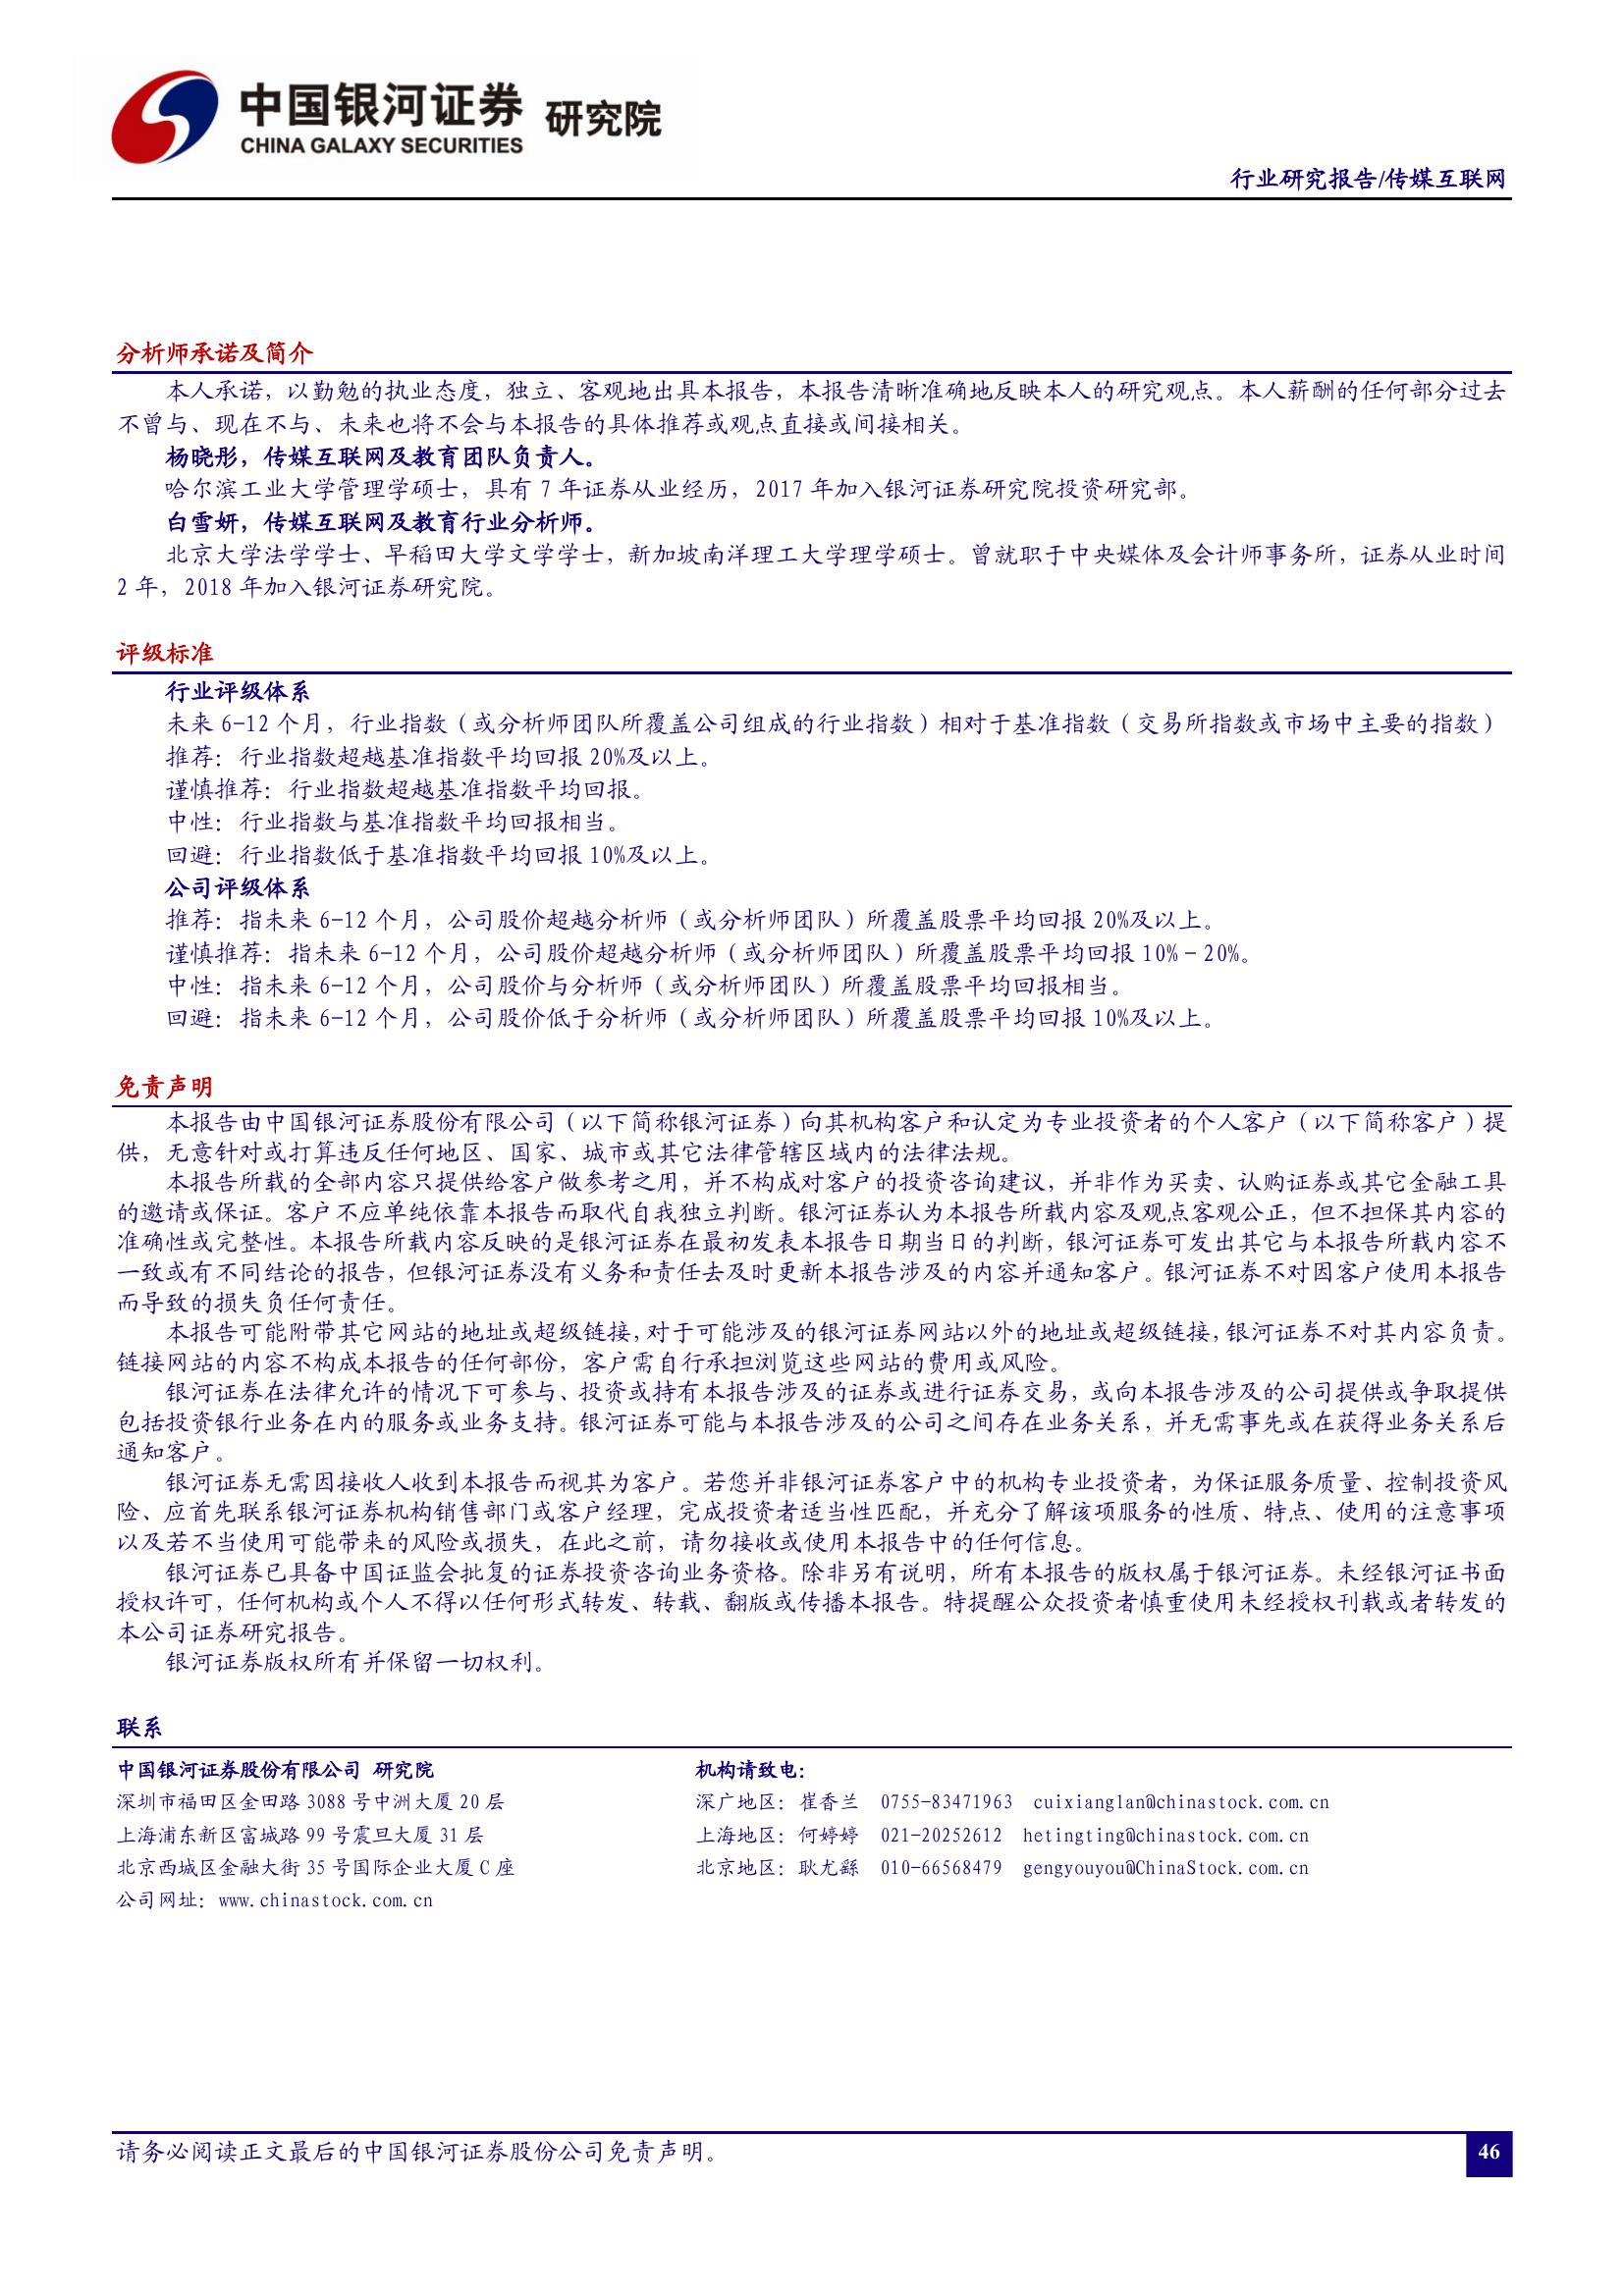 中国银河证券 研究院
CHINA GALAXY SECURITIES
行业研究报告/传媒互联网
分析师承诺及简介
本人承诺，以勤勉的执业态度，独立、客观地出具本报告，本报告清晰准确地反映本人的研究观点。本人薪酬的任何部分过去
不曾与、现在不与、未来也将不会与本报告的具体推荐或观点直接或间接相关。
杨晓彤，传媒互联网及教育团队负责人。
哈尔滨工业大学管理学硕士，具有 7 年证券从业经历，2017 年加入银河证券研究院投资研究部。
白雪妍，传媒互联网及教育行业分析师。
北京大学法学学士、早稻田大学文学学士，新加坡南洋理工大学理学硕士。曾就职于中央媒体及会计师事务所，证券从业时间
2 年，2018 年加入银河证券研究院。
评级标准
行业评级体系
未来 6-12 个月，行业指数（或分析师团队所覆盖公司组成的行业指数）相对于基准指数（交易所指数或市场中主要的指数）
推荐：行业指数超越基准指数平均回报 20%及以上。
谨慎推荐：行业指数超越基准指数平均回报。
中性：行业指数与基准指数平均回报相当。
回避：行业指数低于基准指数平均回报 10%及以上。
公司评级体系
推荐：指未来 6-12 个月，公司股价超越分析师（或分析师团队）所覆盖股票平均回报 20%及以上。
谨慎推荐：指未来 6-12 个月，公司股价超越分析师（或分析师团队）所覆盖股票平均回报 10%－20%。
中性：指未来 6-12 个月，公司股价与分析师（或分析师团队）所覆盖股票平均回报相当。
回避：指未来 6-12 个月，公司股价低于分析师（或分析师团队）所覆盖股票平均回报 10%及以上。
免责声明
本报告由中国银河证券股份有限公司（以下简称银河证券）向其机构客户和认定为专业投资者的个人客户（以下简称客户）提
供，无意针对或打算违反任何地区、国家、城市或其它法律管辖区域内的法律法规。
本报告所载的全部内容只提供给客户做参考之用，并不构成对客户的投资咨询建议，并非作为买卖、认购证券或其它金融工具
的邀请或保证。客户不应单纯依靠本报告而取代自我独立判断。银河证券认为本报告所载内容及观点客观公正，但不担保其内容的
准确性或完整性。本报告所载内容反映的是银河证券在最初发表本报告日期当日的判断，银河证券可发出其它与本报告所载内容不
一致或有不同结论的报告，但银河证券没有义务和责任去及时更新本报告涉及的内容并通知客户。银河证券不对因客户使用本报告
而导致的损失负任何责任。
本报告可能附带其它网站的地址或超级链接，对于可能涉及的银河证券网站以外的地址或超级链接，银河证券不对其内容负责。
链接网站的内容不构成本报告的任何部份，客户需自行承担浏览这些网站的费用或风险。
银河证券在法律允许的情况下可参与、投资或持有本报告涉及的证券或进行证券交易，或向本报告涉及的公司提供或争取提供
包括投资银行业务在内的服务或业务支持。银河证券可能与本报告涉及的公司之间存在业务关系，并无需事先或在获得业务关系后
通知客户。
银河证券无需因接收人收到本报告而视其为客户。若您并非银河证券客户中的机构专业投资者，为保证服务质量、控制投资风
险、应首先联系银河证券机构销售部门或客户经理，完成投资者适当性匹配，并充分了解该项服务的性质、特点、使用的注意事项
以及若不当使用可能带来的风险或损失，在此之前，请勿接收或使用本报告中的任何信息。
银河证券已具备中国证监会批复的证券投资咨询业务资格。除非另有说明，所有本报告的版权属于银河证券。未经银河证书面
授权许可，任何机构或个人不得以任何形式转发、转载、翻版或传播本报告。特提醒公众投资者慎重使用未经授权刊载或者转发的
本公司证券研究报告。
银河证券版权所有并保留一切权利。
联系
中国银河证券股份有限公司 研究院 机构请致电：
深圳市福田区金田路 3088 号中洲大厦 20 层 深广地区：崔香兰 0755-83471963 cuixianglan@chinastock.com.cn
上海浦东新区富城路 99 号震旦大厦 31 层 上海地区：何婷婷 021-20252612 hetingting@chinastock.com.cn
北京西城区金融大街 35 号国际企业大厦 C 座 北京地区：耿尤繇 010-66568479 gengyouyou@ChinaStock.com.cn
公司网址：www.chinastock.com.cn
请务必阅读正文最后的中国银河证券股份公司免责声明。
46